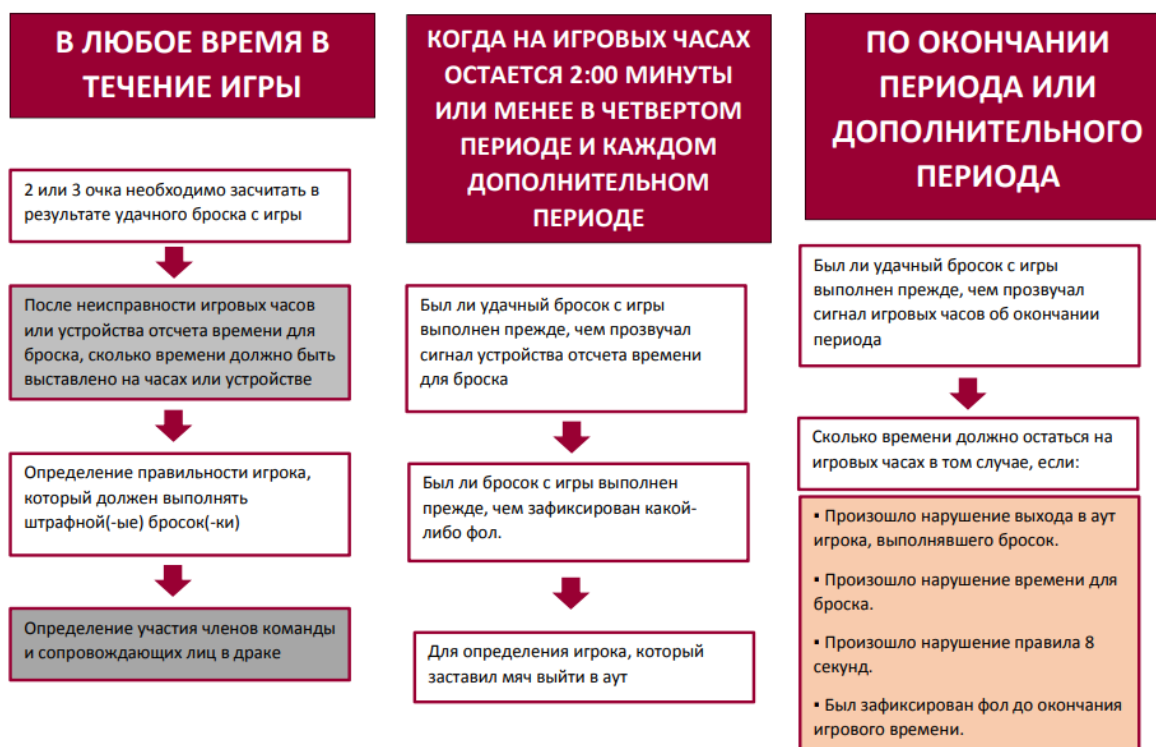 В ЛЮБОЕ ВРЕМЯ В
ТЕЧЕНИЕ ИГРЫ
2 или 3 очка необходимо засчитать в
результате удачного броска с игры
После неисправности игровых часов
или устройства отсчета времени для
броска, сколько времени должно быть
выставлено на часах или устройстве
Определение правильности игрока,
который должен выполнять
штрафной(-ые) бросок(-ки)
Определение участия членов команды
и сопровождающих лиц в драке
КОГДА НА ИГРОВЫХ ЧАСАХ
ОСТАЕТСЯ 2:00 МИНУТЫ
ИЛИ МЕНЕЕ В ЧЕТВЕРТОМ
ПЕРИОДЕ И КАЖДОМ
ДОПОЛНИТЕЛЬНОМ
ПЕРИОДЕ
Был ли удачный бросок с игры
выполнен прежде, чем прозвучал
сигнал устройства отсчета времени
для броска
Был ли бросок с игры выполнен
прежде, чем зафиксирован какой-
либо фол.
Для определения игрока, который
заставил мяч выйти в аут
ПО ОКОНЧАНИИ
ПЕРИОДА ИЛИ
ДОПОЛНИТЕЛЬНОГО
ПЕРИОДА
Был ли удачный бросок с игры
выполнен прежде, чем прозвучал
сигнал игровых часов об окончании
периода
Сколько времени должно остаться на
игровых часах в том случае, если:
▪ Произошло нарушение выхода в аут
игрока, выполнявшего бросок.
▪ Произошло нарушение времени для
броска.
▪ Произошло нарушение правила 8
секунд.
▪ Был зафиксирован фол до окончания
игрового времени.